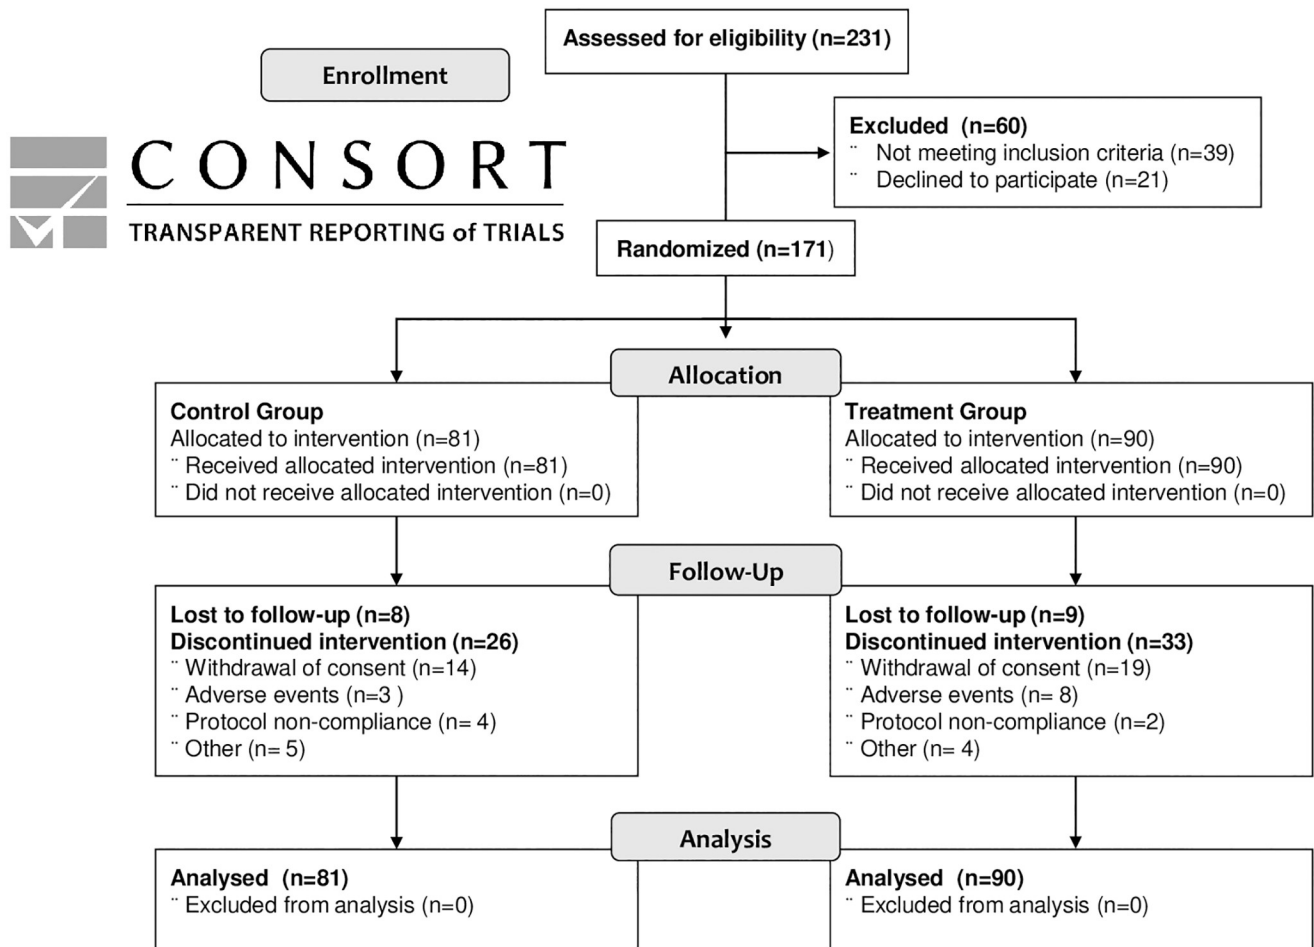 Assessed for eligibility (n=231)
Enrollment
Excluded (n=60)
¨ Not meeting inclusion criteria (n=39)
¨ Declined to participate (n=21)
CONSORT
TRANSPARENT REPORTING of TRIALS
Randomized (n=171)
Allocation
Control Group
Allocated to intervention (n=81)
¨ Received allocated intervention (n=81)
¨ Did not receive allocated intervention (n=0)
Treatment Group
Allocated to intervention (n=90)
¨ Received allocated intervention (n=90)
¨ Did not receive allocated intervention (n=0)
Follow-Up
Lost to follow-up (n=8)
Discontinued intervention (n=26)
¨ Withdrawal of consent (n=14)
¨ Adverse events (n=3 )
¨ Protocol non-compliance (n= 4)
¨ Other (n= 5)
Lost to follow-up (n=9)
Discontinued intervention (n=33)
¨ Withdrawal of consent (n=19)
¨ Adverse events (n= 8)
¨ Protocol non-compliance (n=2)
¨ Other (n= 4)
Analysis
Analysed (n=81)
¨ Excluded from analysis (n=0)
Analysed (n=90)
¨ Excluded from analysis (n=0)